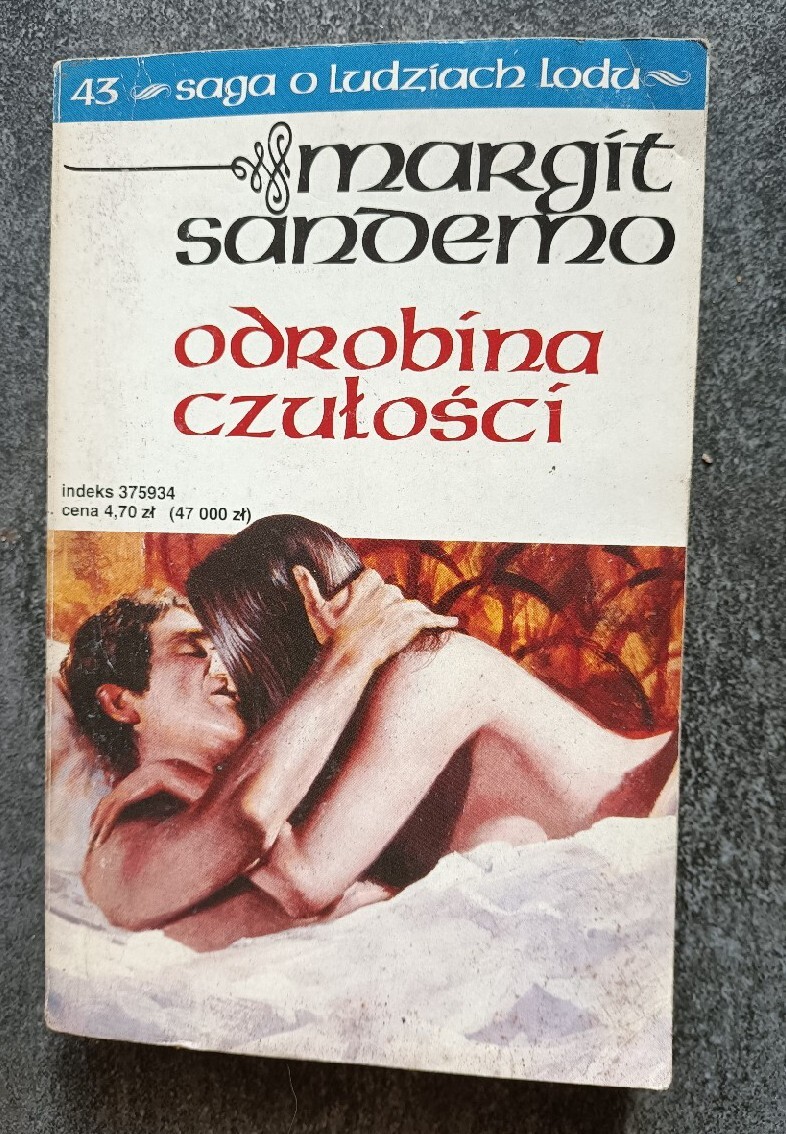 43 saga o ludziach lodu
margit
sandemo
odrobina
czułości
indeks 375934
cena 4,70 zł (47 000 zł)